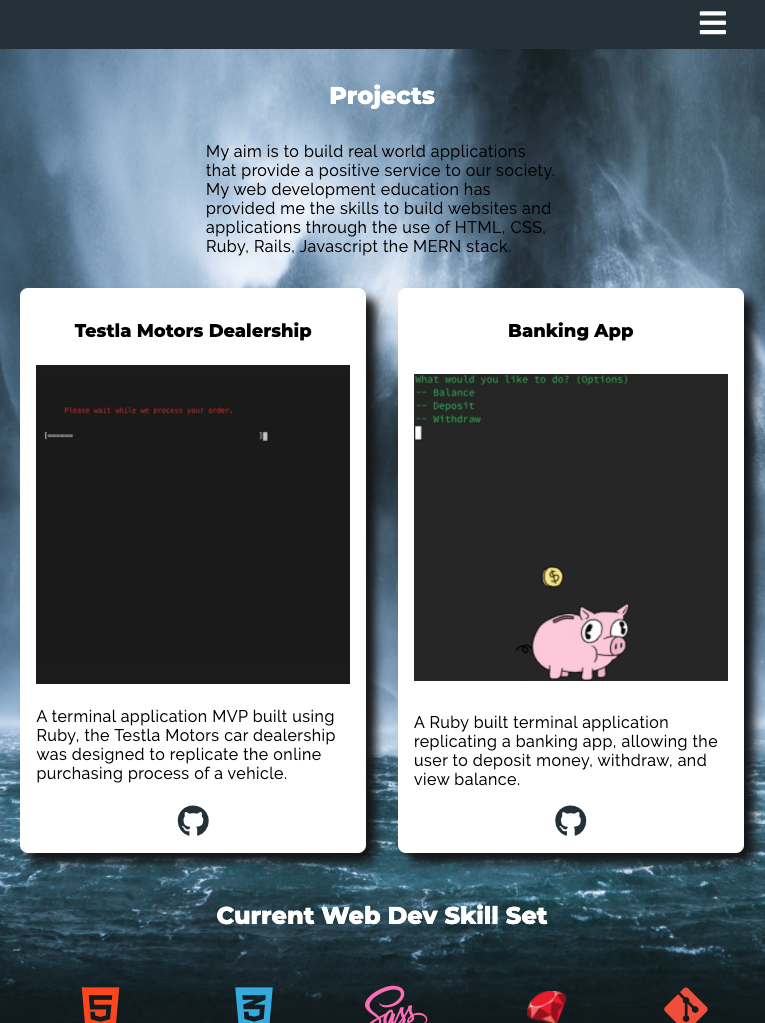 Projects
My aim is to build real world applications
that provide a positive service to our society.
My web development education has
provided me the skills to build websites and
applications through the use of HTML, CSS,
Ruby, Rails, Javascript the MERN stack.
Testla Motors Dealership
Please wait while we process your order.
[====== ]
A terminal application MVP built using
Ruby, the Testla Motors car dealership
was designed to replicate the online
purchasing process of a vehicle.
Banking App
What would you like to do? (Options)
-- Balance
-- Deposit
-- Withdraw
$
A Ruby built terminal application
replicating a banking app, allowing the
user to deposit money, withdraw, and
view balance.
Current Web Dev Skill Set
5
3
Sass